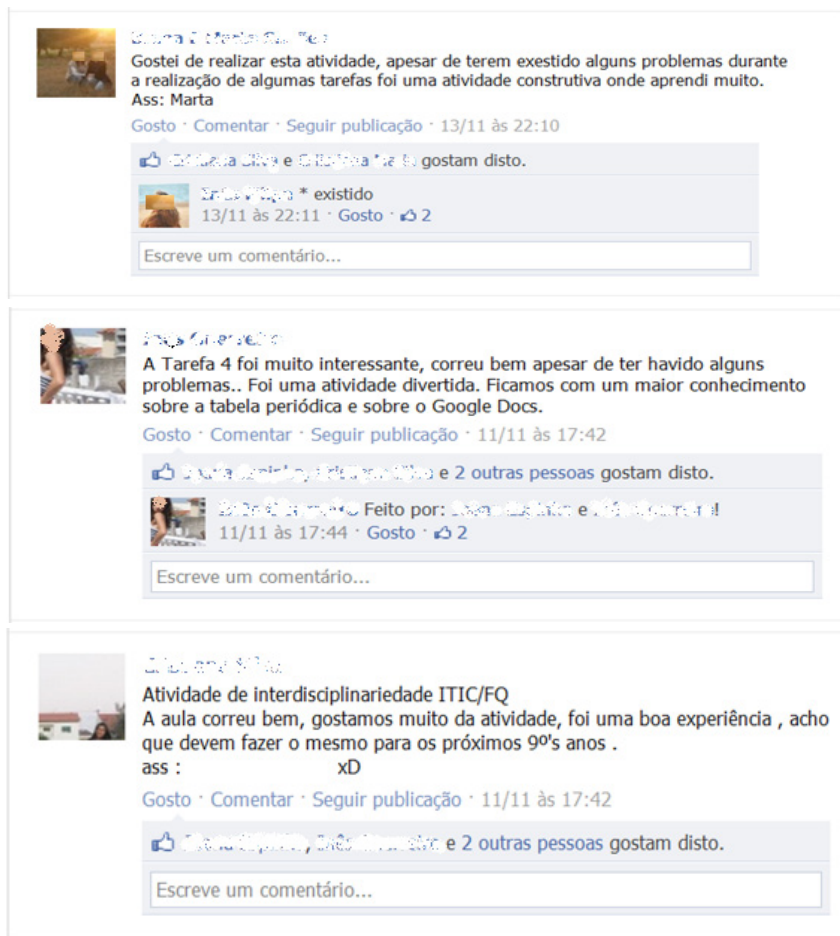 Gostei de realizar esta atividade, apesar de terem exestido alguns problemas durante
a realização de algumas tarefas foi uma atividade construtiva onde aprendi muito.
Ass: Marta
Gosto · Comentar · Seguir publicação · 13/11 às 22:10
e gostam disto.
* existido
13/11 às 22:11 · Gosto · 2
Escreve um comentário...
A Tarefa 4 foi muito interessante, correu bem apesar de ter havido alguns
problemas.. Foi uma atividade divertida. Ficamos com um maior conhecimento
sobre a tabela periódica e sobre o Google Docs.
Gosto · Comentar · Seguir publicação · 11/11 às 17:42
e 2 outras pessoas gostam disto.
Feito por: e !
11/11 às 17:44 · Gosto · 2
Escreve um comentário...
Atividade de interdisciplinariedade ITIC/FQ
A aula correu bem, gostamos muito da atividade, foi uma boa experiência , acho
que devem fazer o mesmo para os próximos 9º's anos .
ass : xD
Gosto · Comentar · Seguir publicação · 11/11 às 17:42
, e 2 outras pessoas gostam disto.
Escreve um comentário...